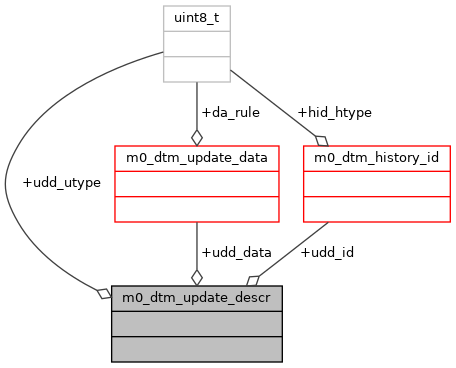 uint8_t
+da_rule
+hid_htype
m0_dtm_update_data
m0_dtm_history_id
+udd_utype
+udd_data
+udd_id
m0_dtm_update_descr